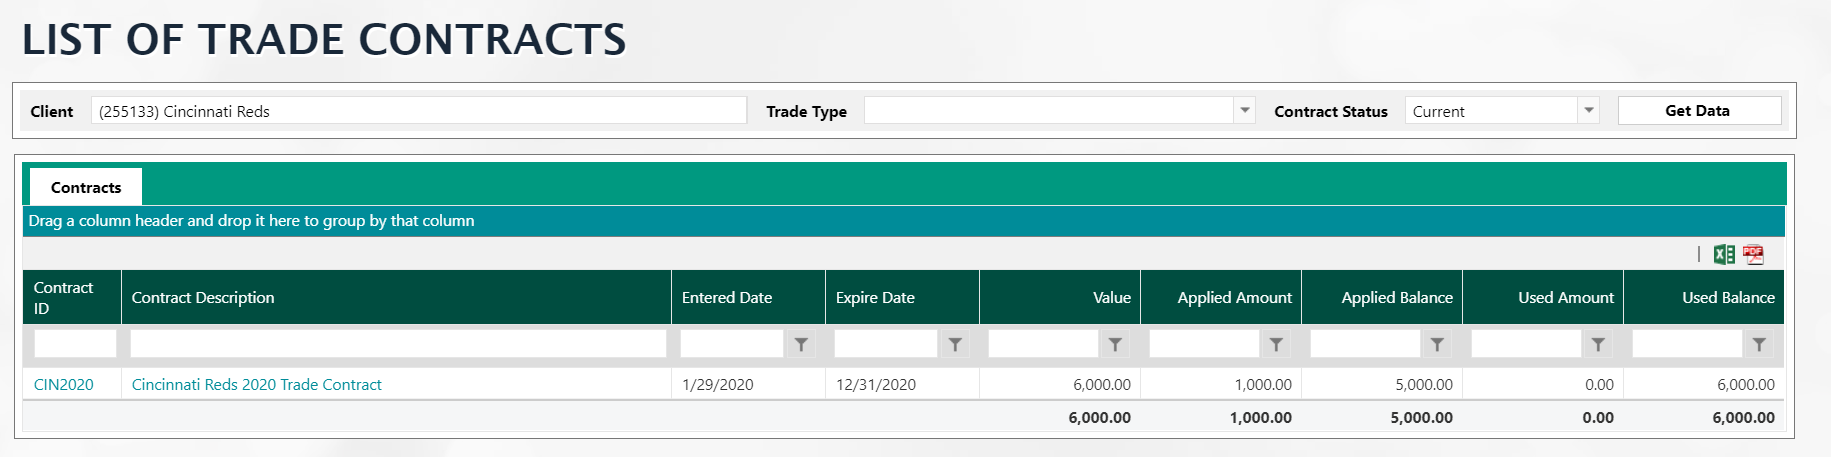 LIST OF TRADE CONTRACTS
Client (255133) Cincinnati Reds Trade Type Contract Status Current Get Data
Contracts
Drag a column header and drop it here to group by that column
PDF
Contract ID Contract Description Entered Date Expire Date Value Applied Amount Applied Balance Used Amount Used Balance
CIN2020 Cincinnati Reds 2020 Trade Contract 1/29/2020 12/31/2020 6,000.00 1,000.00 5,000.00 0.00 6,000.00
6,000.00 1,000.00 5,000.00 0.00 6,000.00